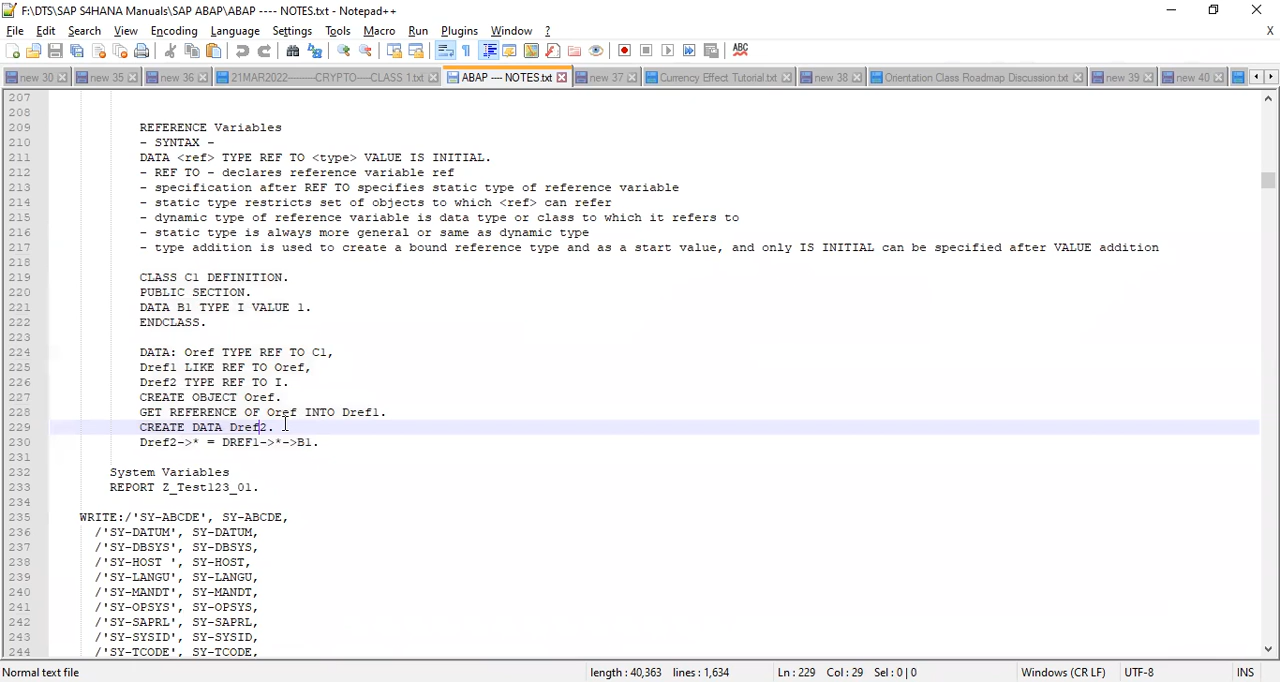 F:\DTS\SAP S4HANA Manuals\SAP ABAP\ABAP ---- NOTES.txt - Notepad++
File Edit Search View Encoding Language Settings Tools Macro Run Plugins Window ? X
new 30 new 35 new 36 21MAR2022-------CRYPTO----CLASS 1.txt ABAP ---- NOTES.txt new 37 Currency Effect Tutorial.txt new 38 Orientation Class Roadmap Discussion.txt new 39 new 40
207
208
209 REFERENCE Variables
210 - SYNTAX -
211 DATA <ref> TYPE REF TO <type> VALUE IS INITIAL.
212 - REF TO - declares reference variable ref
213 - specification after REF TO specifies static type of reference variable
214 - static type restricts set of objects to which <ref> can refer
215 - dynamic type of reference variable is data type or class to which it refers to
216 - static type is always more general or same as dynamic type
217 - type addition is used to create a bound reference type and as a start value, and only IS INITIAL can be specified after VALUE addition
218
219 CLASS C1 DEFINITION.
220 PUBLIC SECTION.
221 DATA B1 TYPE I VALUE 1.
222 ENDCLASS.
223
224 DATA: Oref TYPE REF TO C1,
225 Dref1 LIKE REF TO Oref,
226 Dref2 TYPE REF TO I.
227 CREATE OBJECT Oref.
228 GET REFERENCE OF Oref INTO Dref1.
229 CREATE DATA Dref2.
230 Dref2->* = DREF1->*->B1.
231
232 System Variables
233 REPORT Z_Test123_01.
234
235 WRITE:/'SY-ABCDE', SY-ABCDE,
236 /'SY-DATUM', SY-DATUM,
237 /'SY-DBSYS', SY-DBSYS,
238 /'SY-HOST ', SY-HOST,
239 /'SY-LANGU', SY-LANGU,
240 /'SY-MANDT', SY-MANDT,
241 /'SY-OPSYS', SY-OPSYS,
242 /'SY-SAPRL', SY-SAPRL,
243 /'SY-SYSID', SY-SYSID,
244 /'SY-TCODE', SY-TCODE,
Normal text file length : 40,363 lines : 1,634 Ln : 229 Col : 29 Sel : 0 | 0 Windows (CR LF) UTF-8 INS